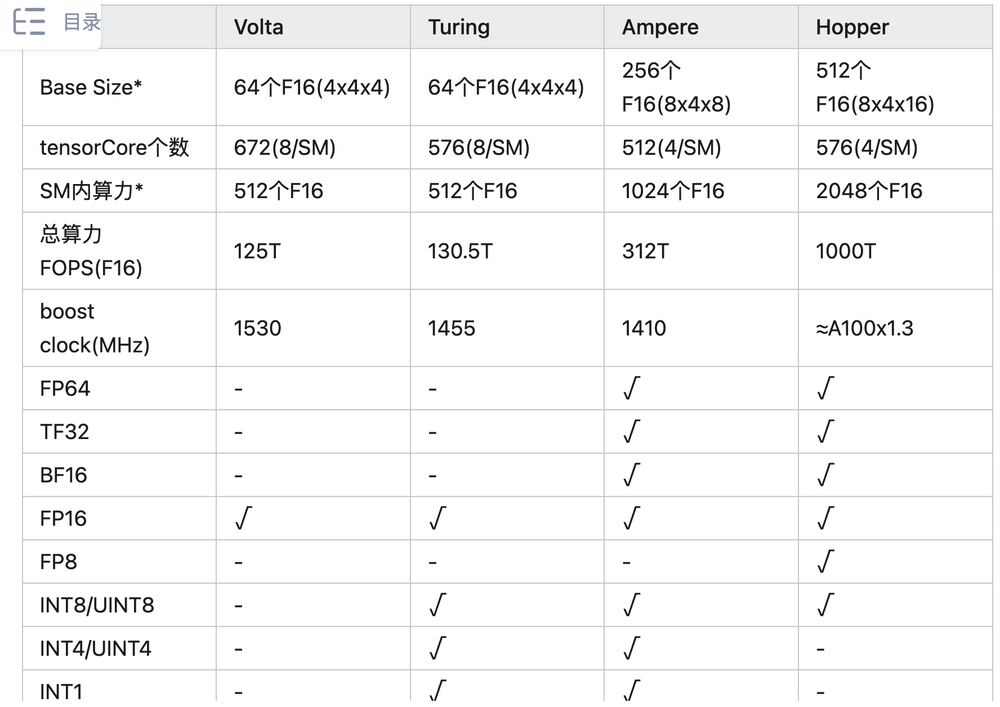 目录
Volta Turing Ampere Hopper
Base Size* 64个F16(4x4x4) 64个F16(4x4x4) 256个 F16(8x4x8) 512个 F16(8x4x16)
tensorCore个数 672(8/SM) 576(8/SM) 512(4/SM) 576(4/SM)
SM内算力* 512个F16 512个F16 1024个F16 2048个F16
总算力 FOPS(F16) 125T 130.5T 312T 1000T
boost clock(MHz) 1530 1455 1410 ≈A100x1.3
FP64 - - √ √
TF32 - - √ √
BF16 - - √ √
FP16 √ √ √ √
FP8 - - - √
INT8/UINT8 - √ √ √
INT4/UINT4 - √ √ -
INT1 - √ √ -